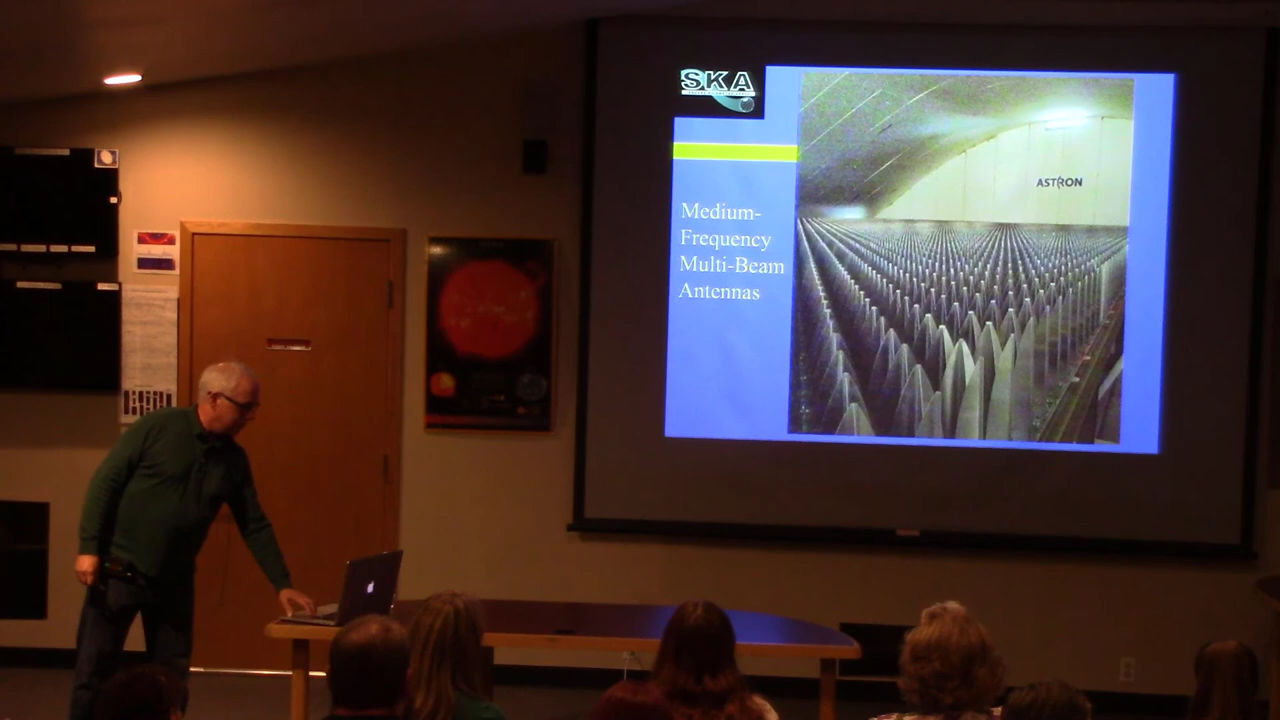 SKA
ASTRON
Medium-
Frequency
Multi-Beam
Antennas